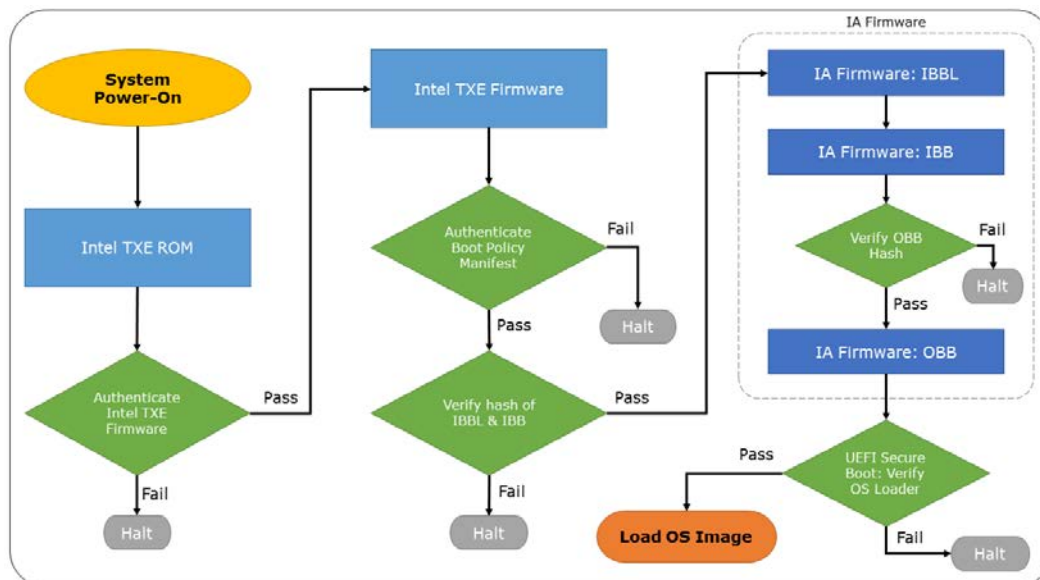 System
Power-On
Intel TXE ROM
Authenticate
Intel TXE
Firmware
Pass
Fail
Halt
Intel TXE Firmware
Authenticate
Boot Policy
Manifest
Fail
Halt
Pass
Verify hash of
IBBL & IBB
Pass
Fail
Halt
IA Firmware
IA Firmware: IBBL
IA Firmware: IBB
Verify OBB
Hash
Fail
Halt
Pass
IA Firmware: OBB
UEFI Secure
Boot: Verify
OS Loader
Pass
Load OS Image
Fail
Halt